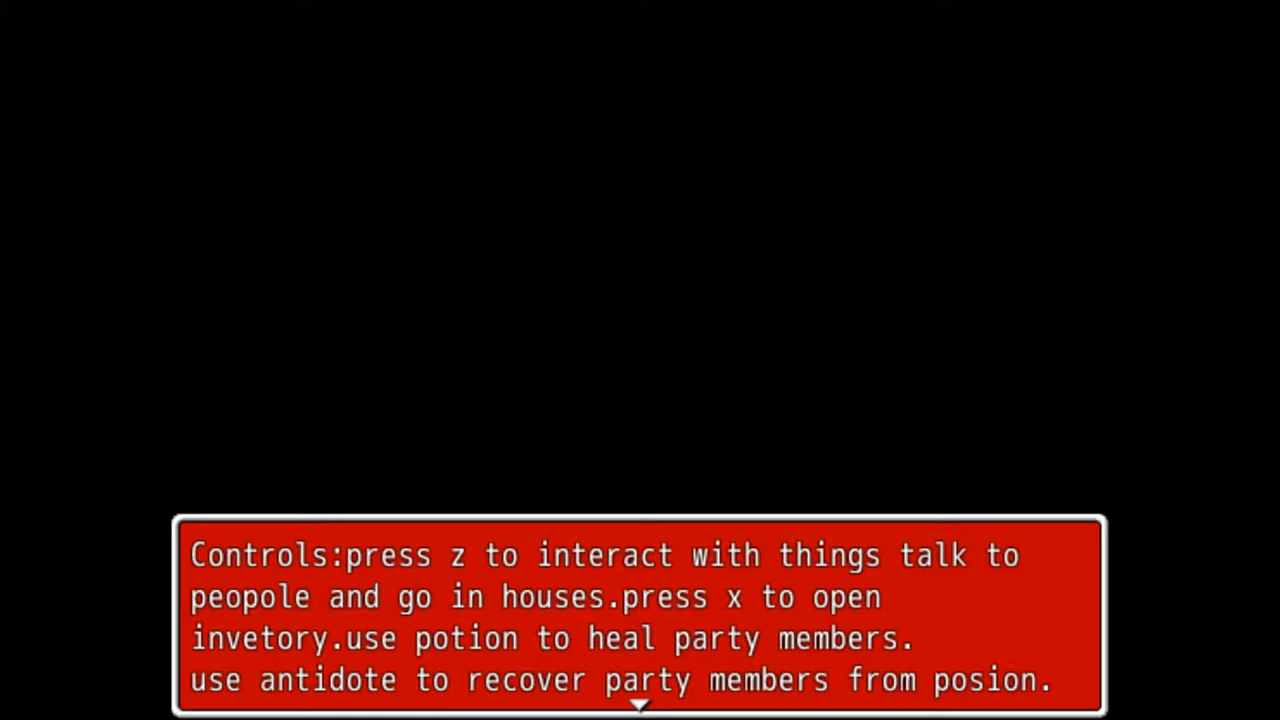 Controls:press z to interact with things talk to
peopole and go in houses.press x to open
invetory.use potion to heal party members.
use antidote to recover party members from posion.